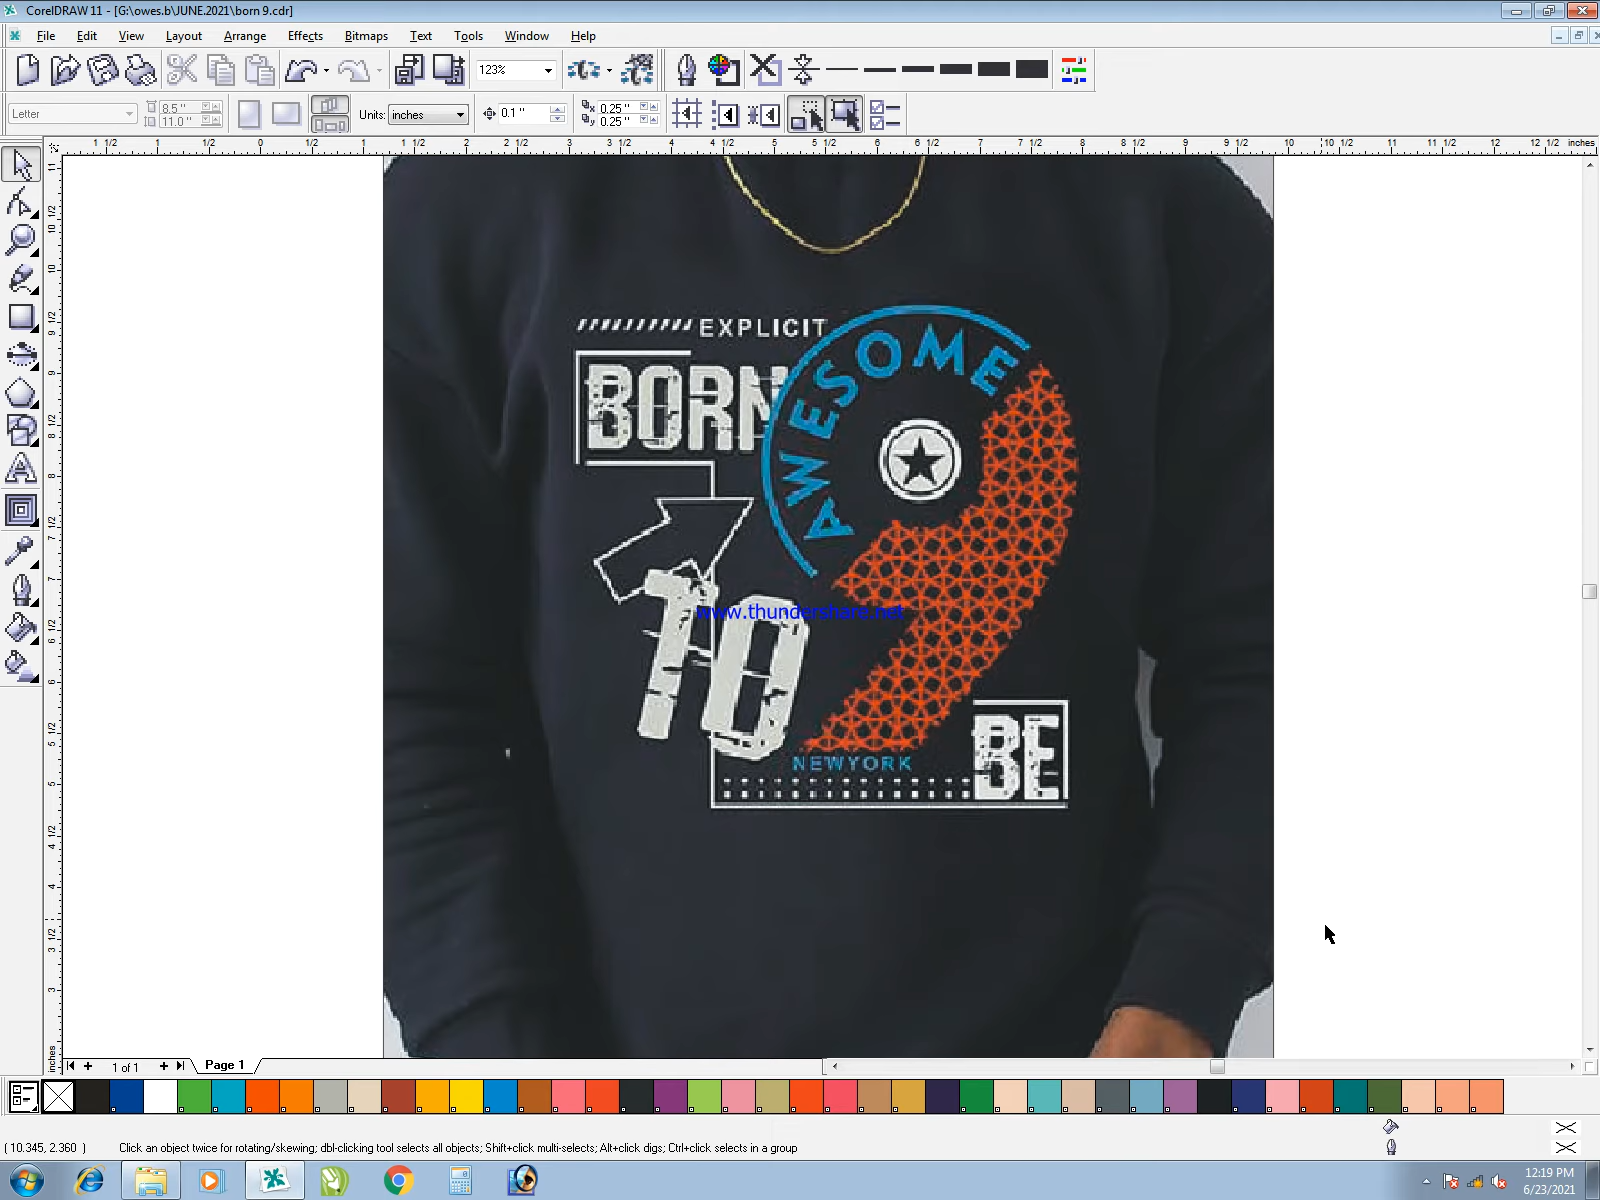 CorelDRAW 11 - [G:\owes.b\JUNE.2021\born 9.cdr]
File Edit View Layout Arrange Effects Bitmaps Text Tools Window Help
123%
Letter 8.5 " 11.0 " Units: inches 0.1 " 0.25 " 0.25 "
1 1/2 1 1/2 0 1/2 1 1 1/2 2 2 1/2 3 3 1/2 4 4 1/2 5 5 1/2 6 6 1/2 7 7 1/2 8 8 1/2 9 9 1/2 10 10 1/2 11 11 1/2 12 12 1/2 inches
EXPLICIT
AWESOME
BORN
TO
www.thundershare.net
BE
NEWYORK
inches
1 of 1 Page 1
( 10.345, 2.360 ) Click an object twice for rotating/skewing; dbl-clicking tool selects all objects; Shift+click multi-selects; Alt+click digs; Ctrl+click selects in a group
12:19 PM
6/23/2021